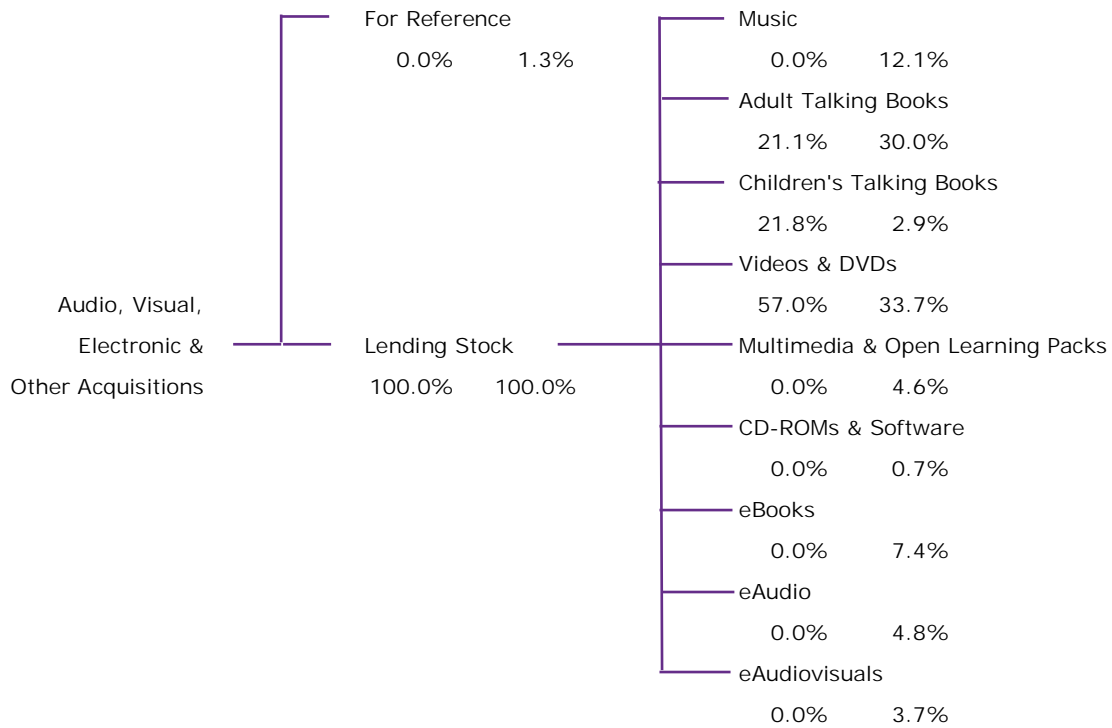 For Reference
0.0% 1.3%
Audio, Visual,
Electronic &
Other Acquisitions
Lending Stock
100.0% 100.0%
Music
0.0% 12.1%
Adult Talking Books
21.1% 30.0%
Children's Talking Books
21.8% 2.9%
Videos & DVDs
57.0% 33.7%
Multimedia & Open Learning Packs
0.0% 4.6%
CD-ROMs & Software
0.0% 0.7%
eBooks
0.0% 7.4%
eAudio
0.0% 4.8%
eAudiovisuals
0.0% 3.7%